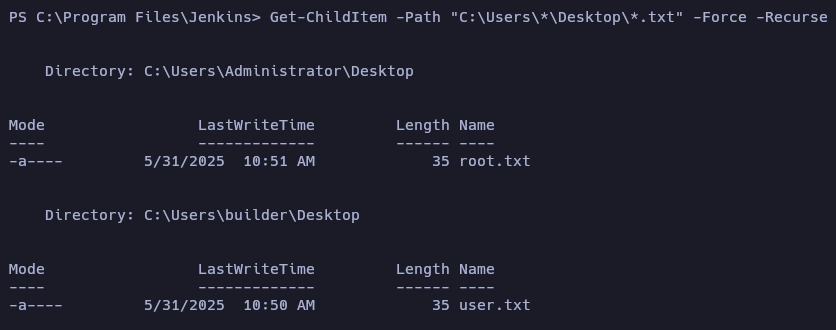 PS C:\Program Files\Jenkins> Get-ChildItem -Path "C:\Users\*\Desktop\*.txt" -Force -Recurse
    Directory: C:\Users\Administrator\Desktop
Mode                 LastWriteTime         Length Name
----                 -------------         ------ ----
-a----         5/31/2025  10:51 AM             35 root.txt
    Directory: C:\Users\builder\Desktop
Mode                 LastWriteTime         Length Name
----                 -------------         ------ ----
-a----         5/31/2025  10:50 AM             35 user.txt